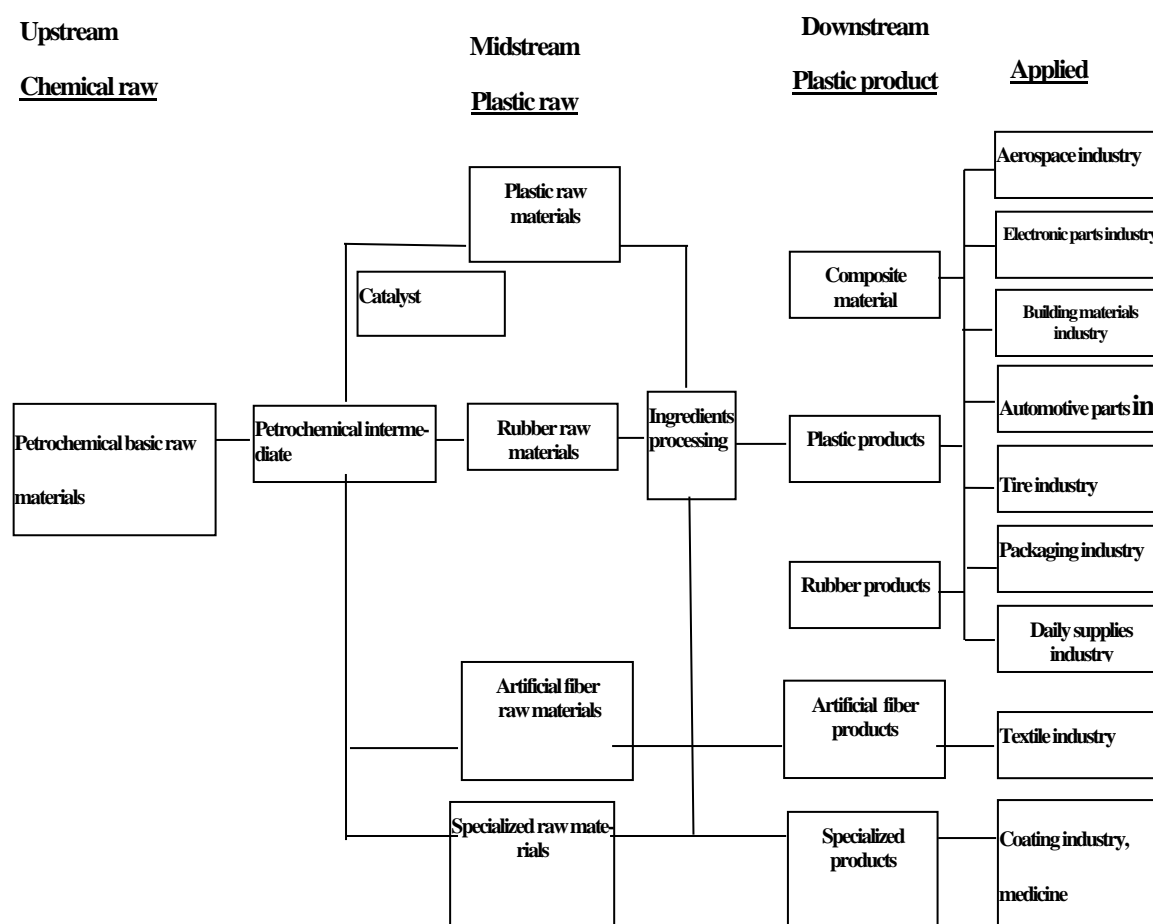 Upstream
Chemical raw
Midstream
Plastic raw
Downstream
Plastic product
Applied
Plastic raw
materials
Catalyst
Petrochemical basic raw
materials
Petrochemical interme-
diate
Rubber raw
materials
Ingredients
processing
Artificial fiber
raw materials
Specialized raw mate-
rials
Composite
material
Plastic products
Rubber products
Artificial fiber
products
Specialized
products
Aerospace industry
Electronic parts industry
Building materials
industry
Automotive parts in
Tire industry
Packaging industry
Daily supplies
industry
Textile industry
Coating industry,
medicine